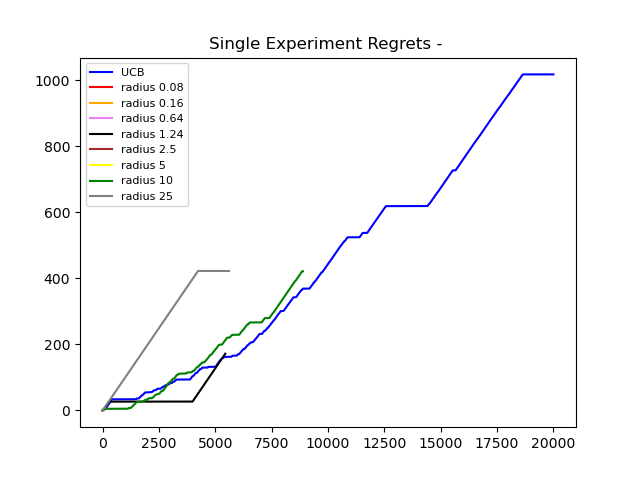 Single Experiment Regrets -
UCB
radius 0.08
radius 0.16
radius 0.64
radius 1.24
radius 2.5
radius 5
radius 10
radius 25
1000
800
600
400
200
0
0 2500 5000 7500 10000 12500 15000 17500 20000